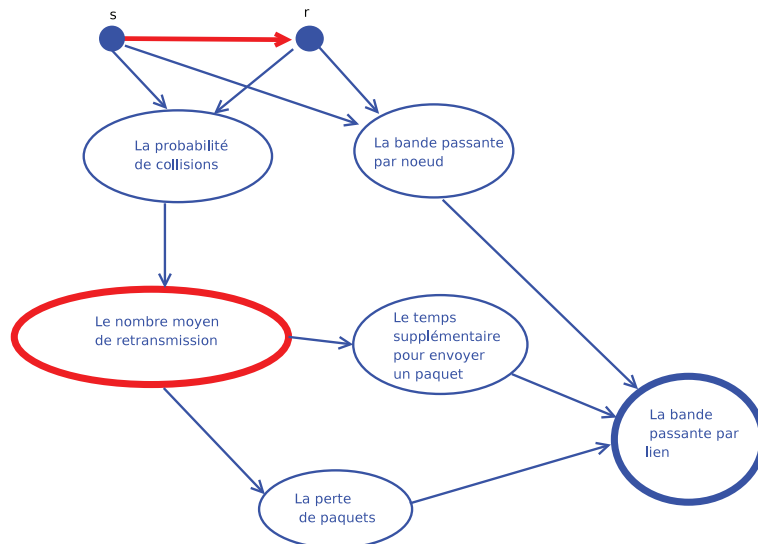 s
r
La probabilité
de collisions
La bande passante
par noeud
Le nombre moyen
de retransmission
Le temps
supplémentaire
pour envoyer
un paquet
La bande
passante par
lien
La perte
de paquets